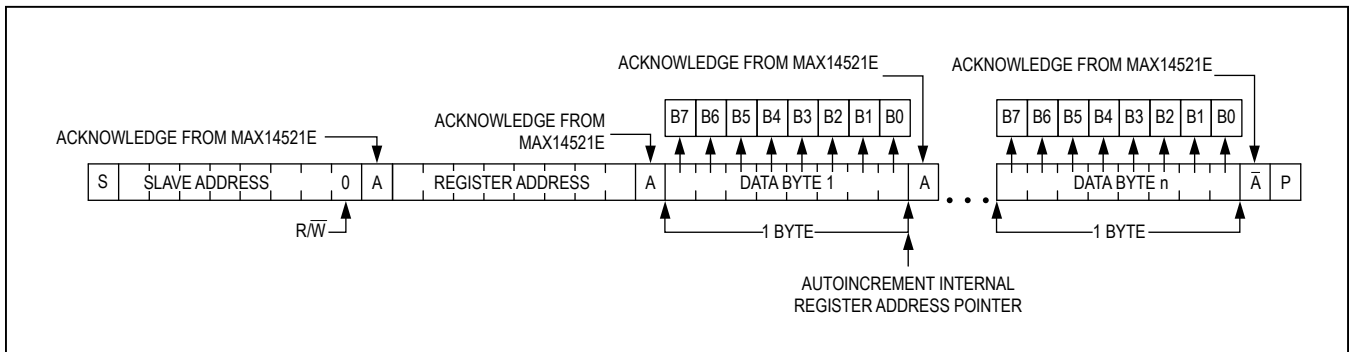 ACKNOWLEDGE FROM MAX14521E
ACKNOWLEDGE FROM MAX14521E
ACKNOWLEDGE FROM
MAX14521E
B7 B6 B5 B4 B3 B2 B1 B0
B7 B6 B5 B4 B3 B2 B1 B0
ACKNOWLEDGE FROM MAX14521E
S SLAVE ADDRESS 0 A REGISTER ADDRESS A DATA BYTE 1 A • • • DATA BYTE n A̅ P
R/W̅
1 BYTE
1 BYTE
AUTOINCREMENT INTERNAL
REGISTER ADDRESS POINTER